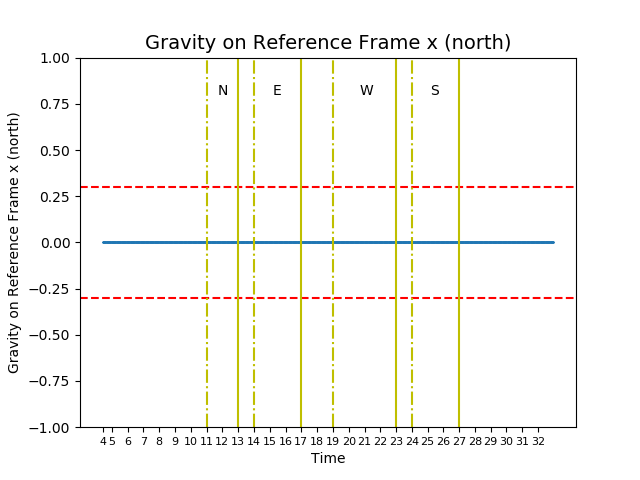 Gravity on Reference Frame x (north)
1.00
0.75
0.50
0.25
0.00
−0.25
−0.50
−0.75
−1.00
Gravity on Reference Frame x (north)
N E W S
4 5 6 7 8 9 10 11 12 13 14 15 16 17 18 19 20 21 22 23 24 25 26 27 28 29 30 31 32
Time